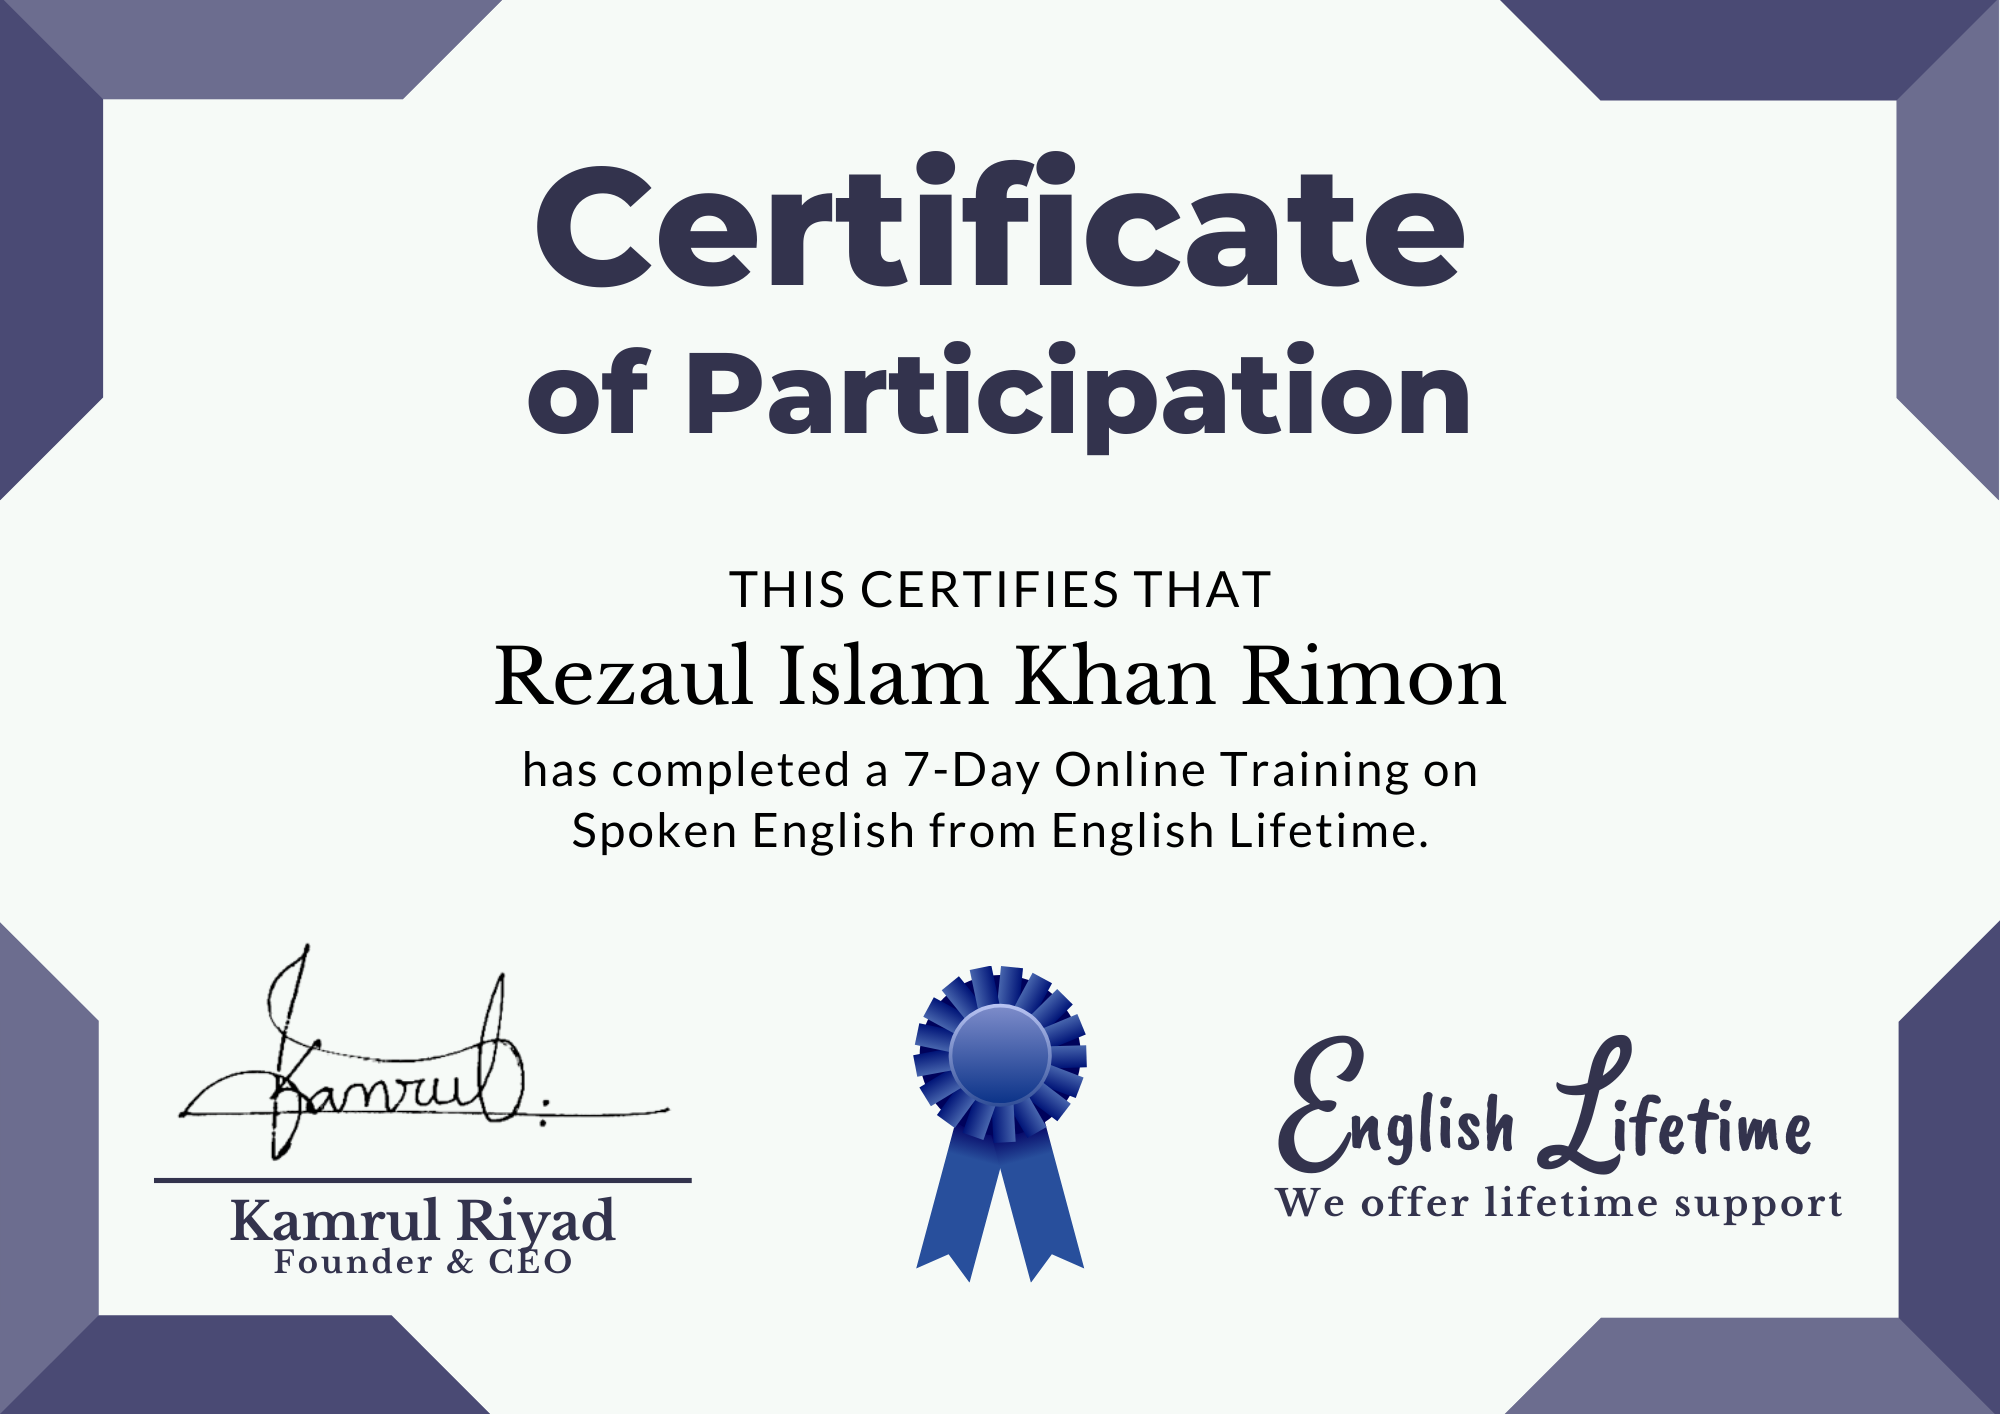 Certificate
of Participation
THIS CERTIFIES THAT
Rezaul Islam Khan Rimon
has completed a 7-Day Online Training on
Spoken English from English Lifetime.
Kamrul
Kamrul Riyad
Founder & CEO
English Lifetime
We offer lifetime support